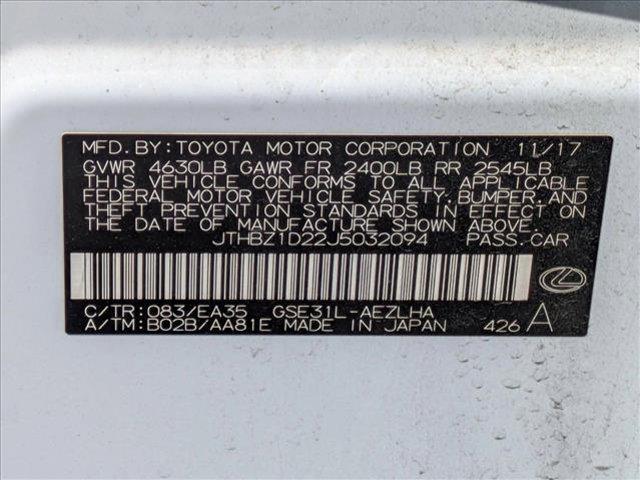 MFD.BY:TOYOTA MOTOR CORPORATION 11/17
GVWR 4630LB GAWR FR 2400LB RR 2545LB
THIS VEHICLE CONFORMS TO ALL APPLICABLE
FEDERAL MOTOR VEHICLE SAFETY,BUMPER,AND
THEFT PREVENTION STANDARDS IN EFFECT ON
THE DATE OF MANUFACTURE SHOWN ABOVE.
JTHBZ1D22J5032094 PASS.CAR
C/TR:083/EA35 GSE31L-AEZLHA
A/TM:B02B/AA81E MADE IN JAPAN 426 A